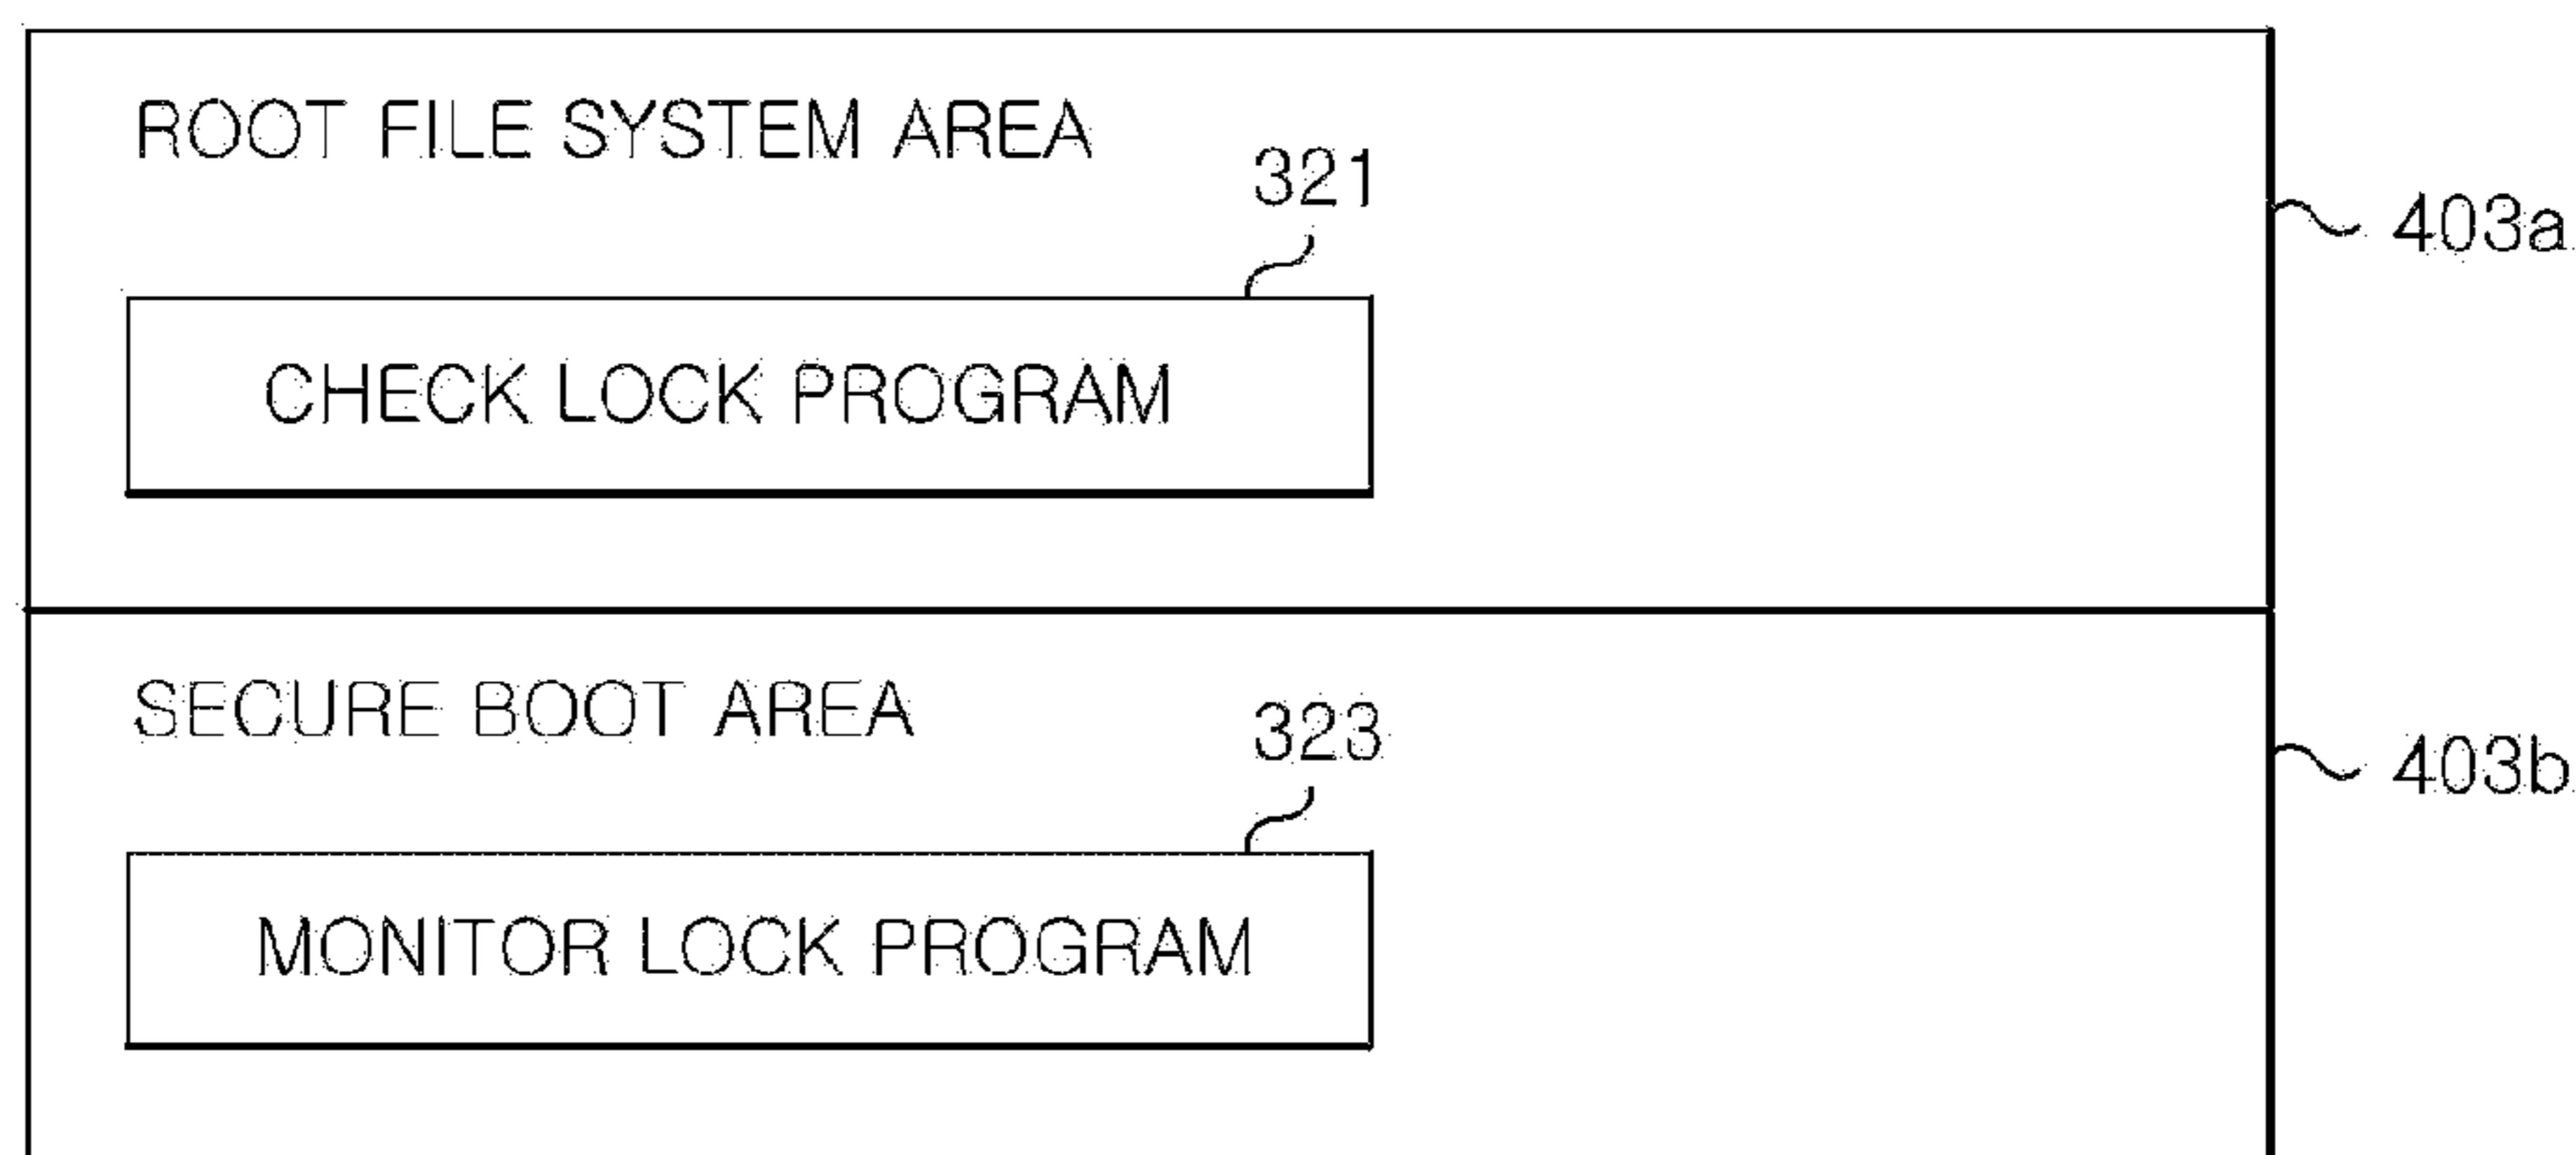 ROOT FILE SYSTEM AREA
321
403a
CHECK LOCK PROGRAM
SECURE BOOT AREA
323
403b
MONITOR LOCK PROGRAM